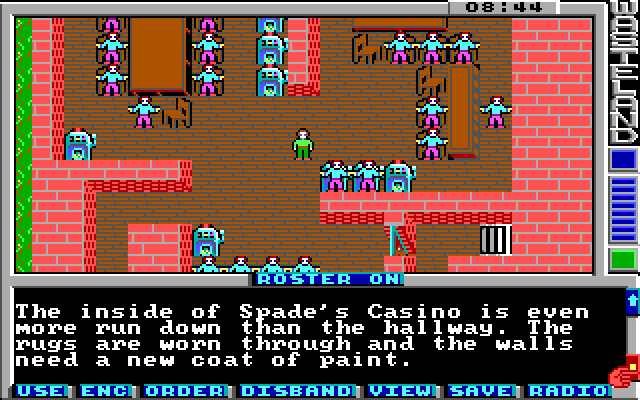 08:44
WASTELAND
ROSTER ON
The inside of Spade's Casino is even
more run down than the hallway. The
rugs are worn through and the walls
need a new coat of paint.
USE ENC ORDER DISBAND VIEW SAVE RADIO